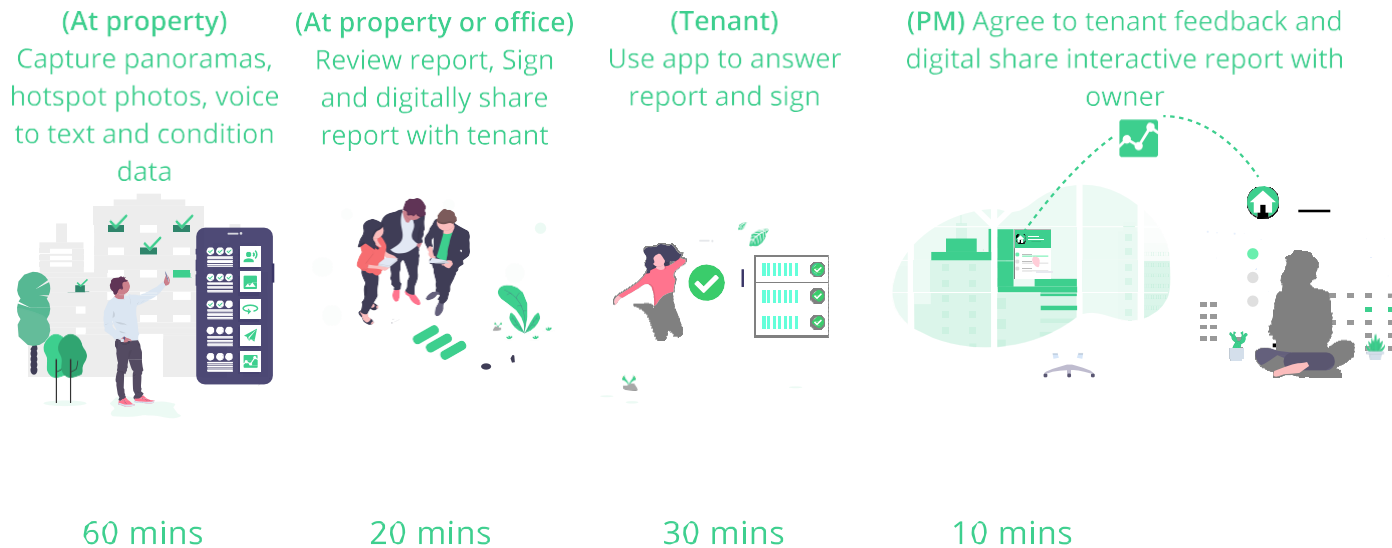 (At property)
Capture panoramas,
hotspot photos, voice
to text and condition
data
(At property or office)
Review report, Sign
and digitally share
report with tenant
(Tenant)
Use app to answer
report and sign
(PM) Agree to tenant feedback and
digital share interactive report with
owner
60 mins
20 mins
30 mins
10 mins